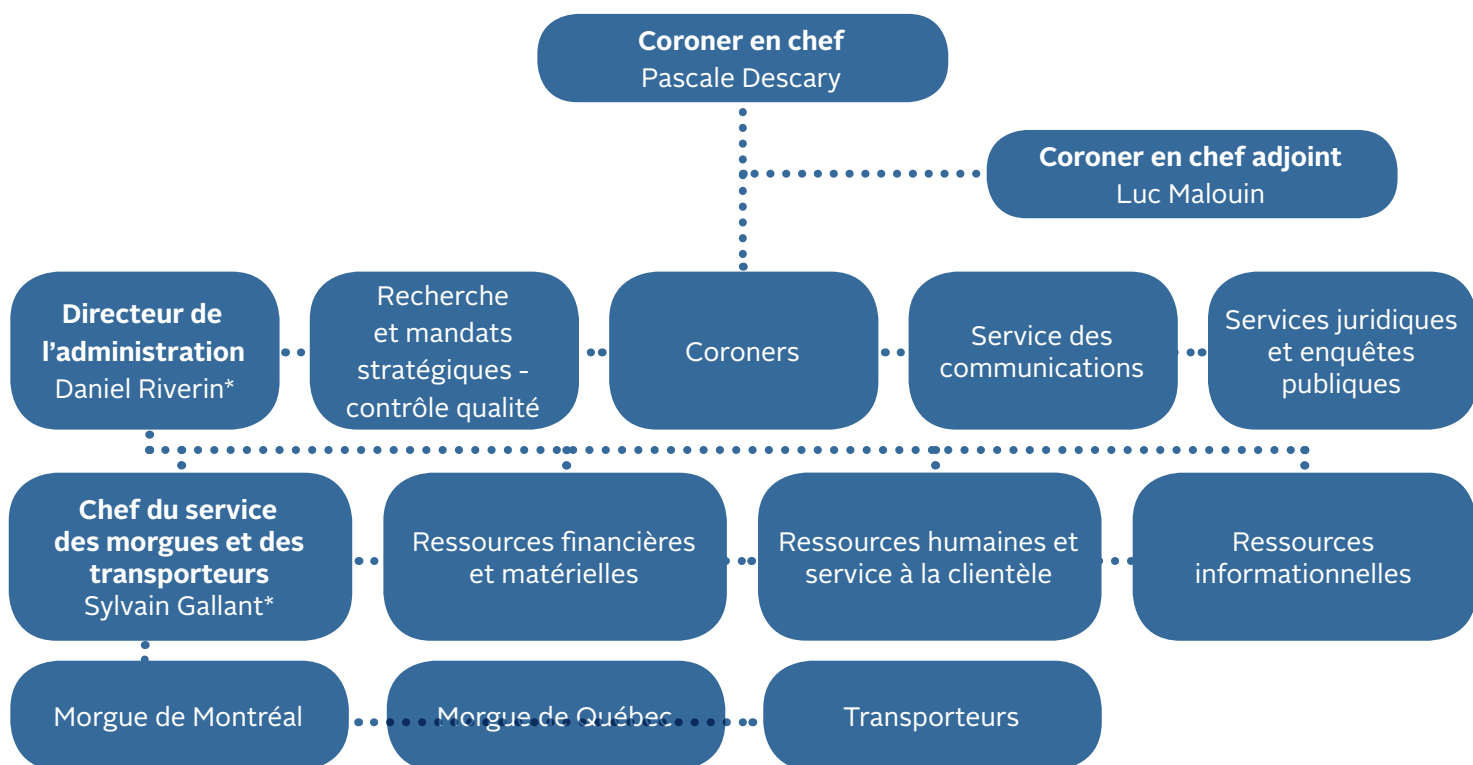 Coroner en chef
Pascale Descary
Coroner en chef adjoint
Luc Malouin
Directeur de
l’administration
Daniel Riverin*
Recherche
et mandats
stratégiques -
contrôle qualité
Coroners
Service des
communications
Services juridiques
et enquêtes
publiques
Chef du service
des morgues et des
transporteurs
Sylvain Gallant*
Ressources financières
et matérielles
Ressources humaines et
service à la clientèle
Ressources
informationnelles
Morgue de Montréal
Morgue de Québec
Transporteurs